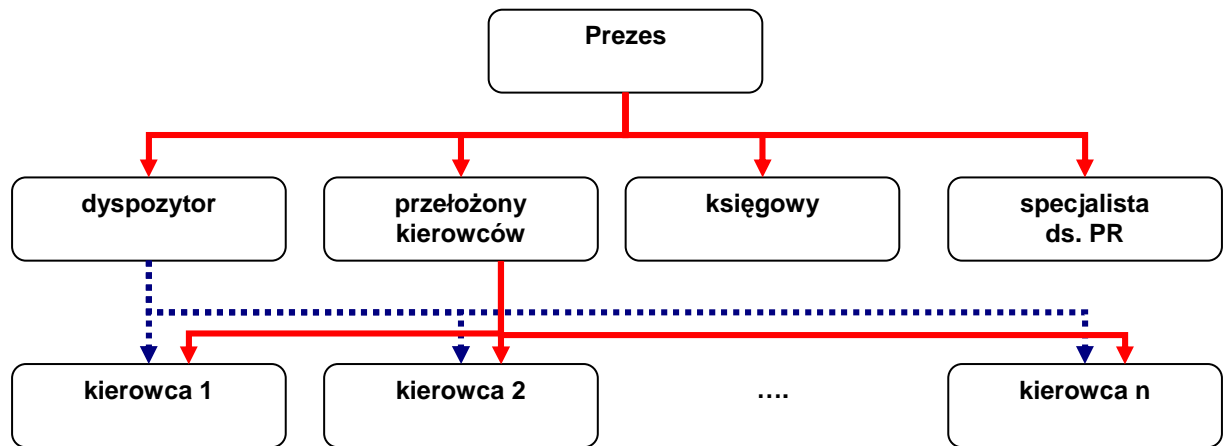 Prezes
dyspozytor
przełożony
kierowców
księgowy
specjalista
ds. PR
kierowca 1
kierowca 2
....
kierowca n